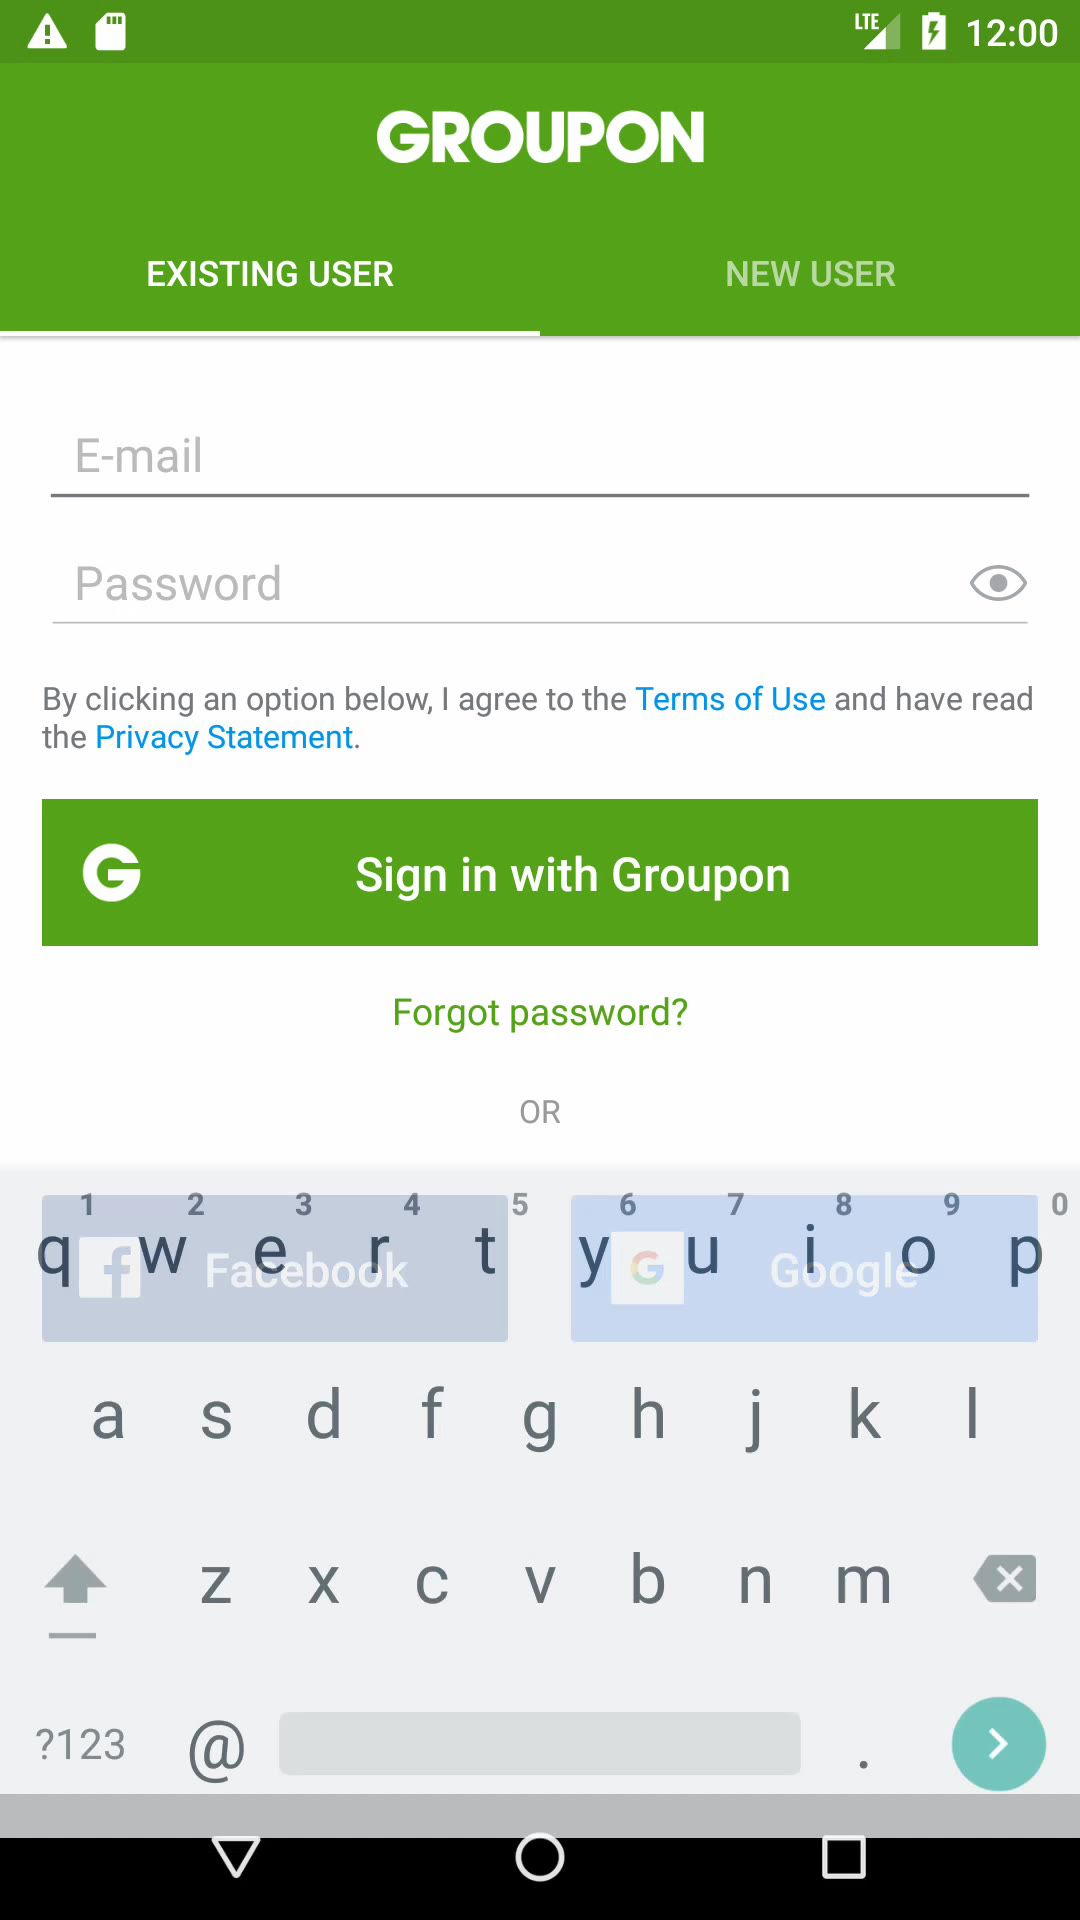 LTE 12:00
GROUPON
EXISTING USER NEW USER
E-mail
Password
By clicking an option below, I agree to the Terms of Use and have read
the Privacy Statement.
G Sign in with Groupon
Forgot password?
OR
1 2 3 4 5 6 7 8 9 0
q w e r t y u i o p
f Facebook G Google
a s d f g h j k l
z x c v b n m
?123 @ .